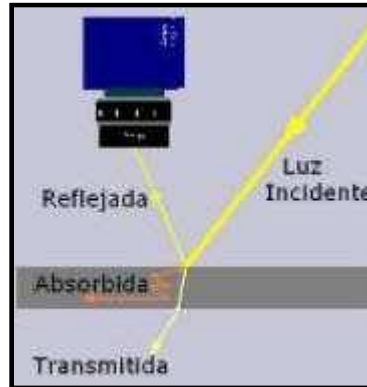 Luz
Incidente
Reflejada
Absorbida
Transmitida